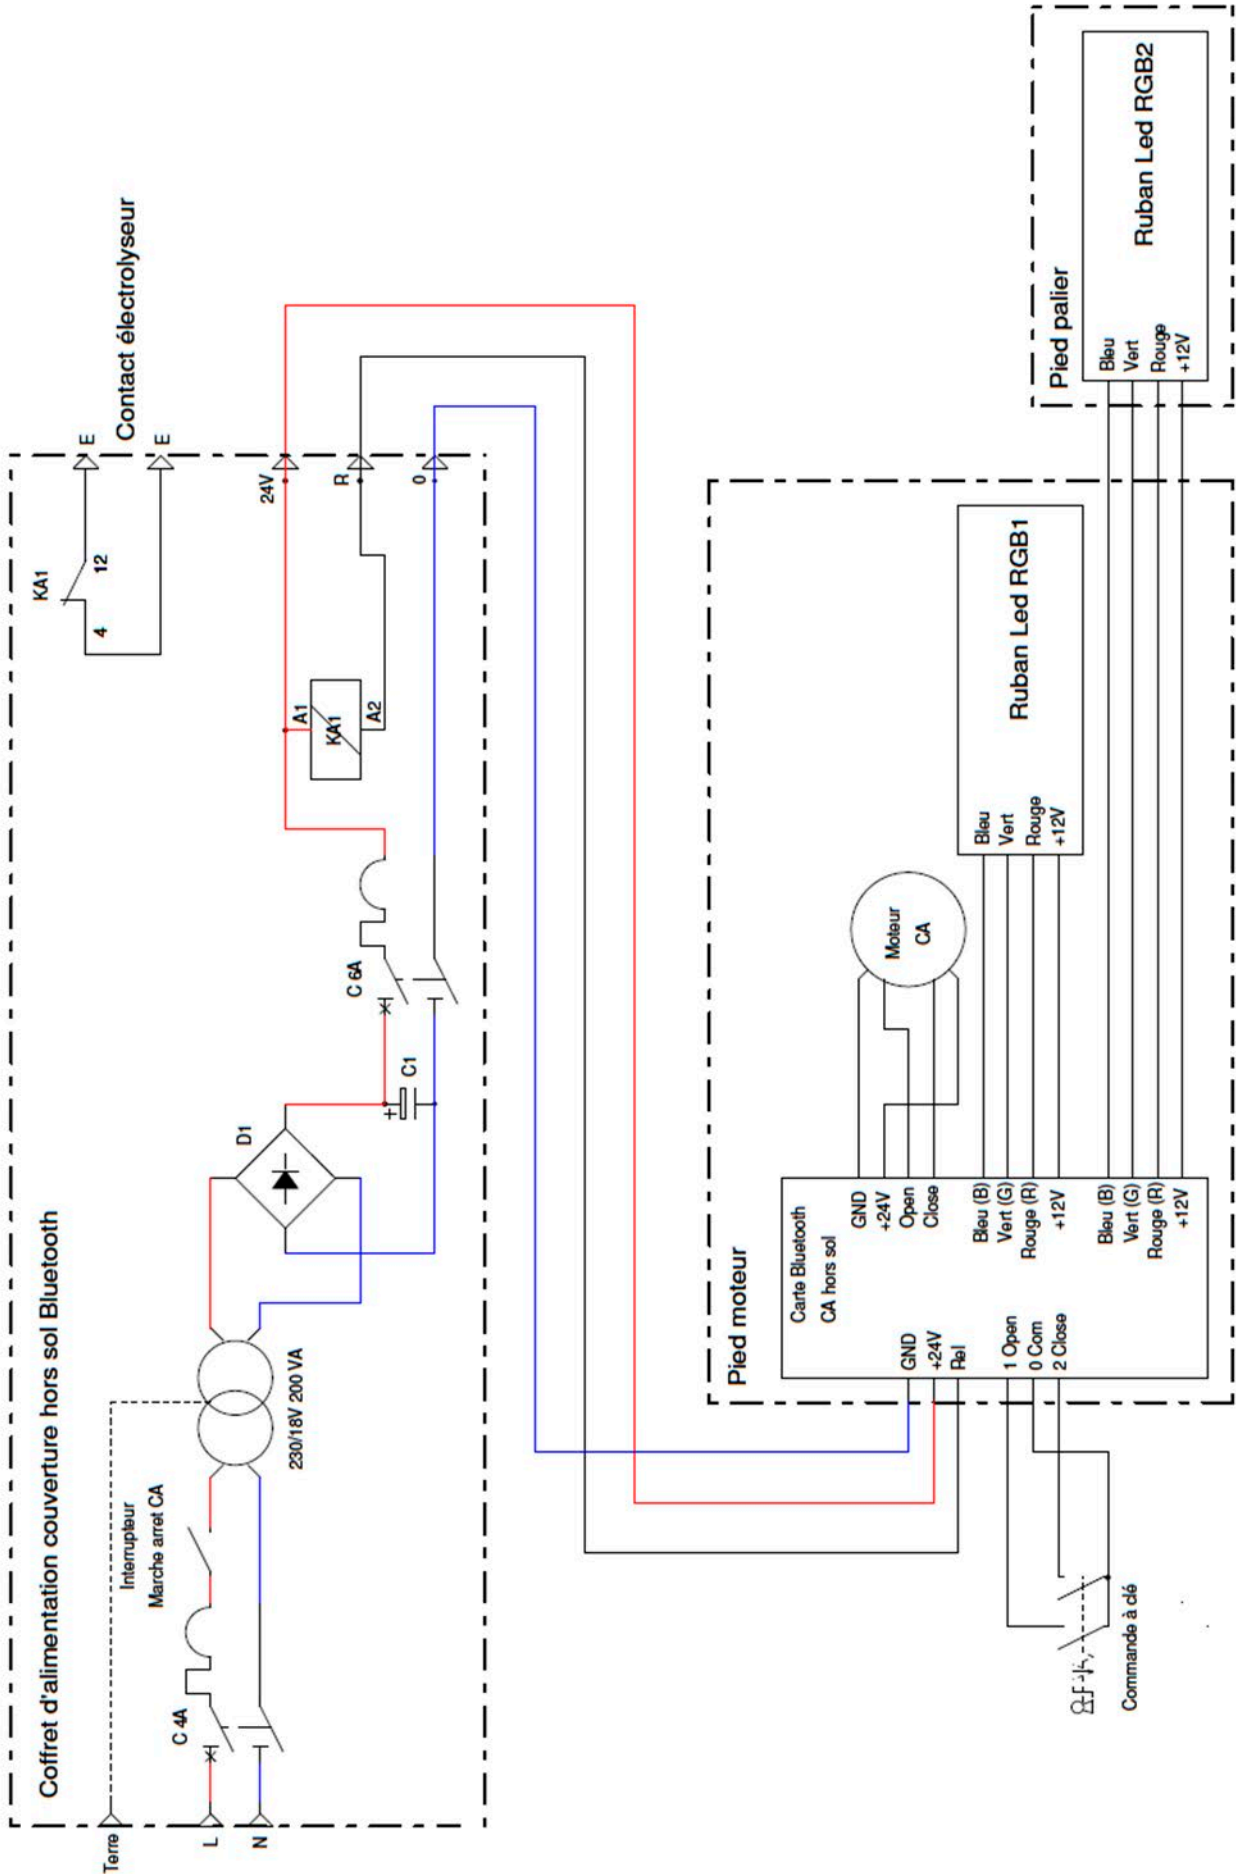 Coffret d'alimentation couverture hors sol Bluetooth
Terre
L
N
C 4A
Interrupteur
Marche arret CA
230/18V 200 VA
D1
+
C1
C 6A
KA1
A1
A2
KA1
4
12
E
E
Contact électrolyseur
24V
R
0
Pied moteur
Carte Bluetooth
CA hors sol
GND
+24V
Rel
1 Open
0 Com
2 Close
GND
+24V
Open
Close
Bleu (B)
Vert (G)
Rouge (R)
+12V
Bleu (B)
Vert (G)
Rouge (R)
+12V
Moteur
CA
Bleu
Vert
Rouge
+12V
Ruban Led RGB1
Pied palier
Bleu
Vert
Rouge
+12V
Ruban Led RGB2
Commande à clé